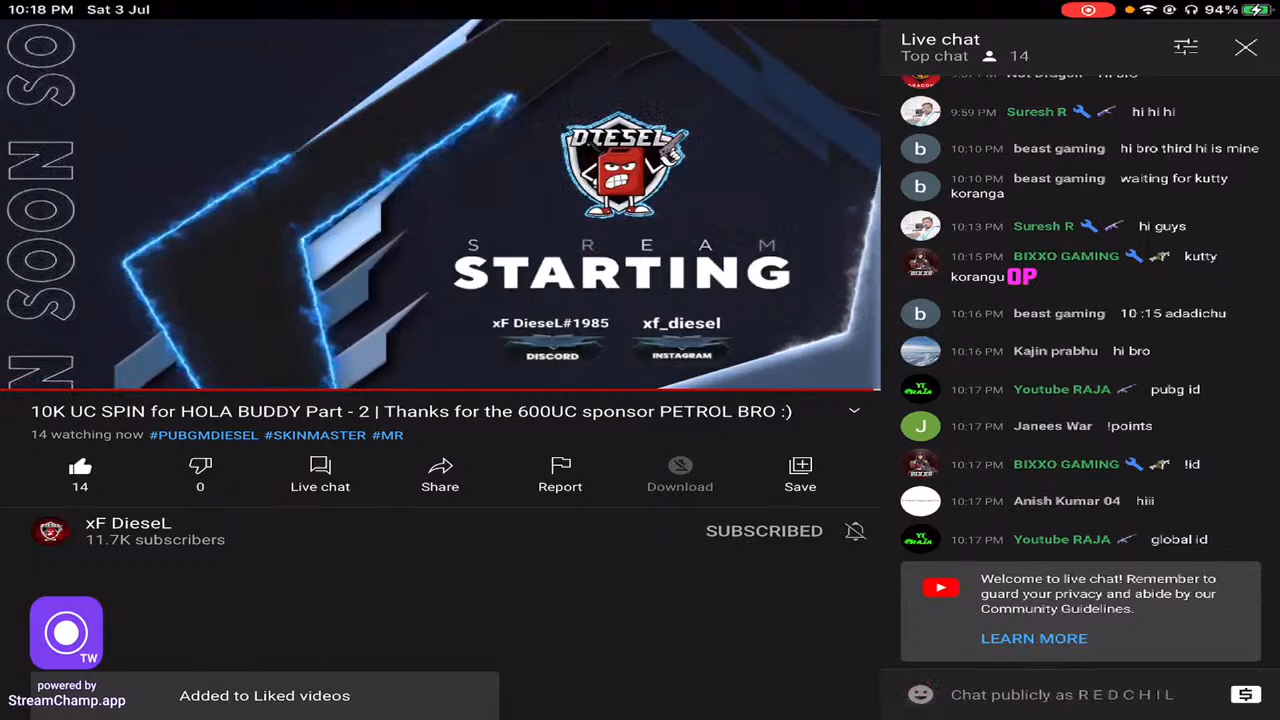 10:18 PM Sat 3 Jul
94%
SOON SO
DIESEL
STREAM
STARTING
xF DieseL#1985 xf_diesel
DISCORD INSTAGRAM
10K UC SPIN for HOLA BUDDY Part - 2 | Thanks for the 600UC sponsor PETROL BRO :)
14 watching now #PUBGMDIESEL #SKINMASTER #MR
14 0 Live chat Share Report Download Save
xF DieseL
11.7K subscribers
SUBSCRIBED
TW
powered by
StreamChamp.app
Added to Liked videos
Live chat
Top chat 14
9:59 PM Suresh R hi hi hi
10:10 PM beast gaming hi bro third hi is mine
10:10 PM beast gaming waiting for kutty
koranga
10:13 PM Suresh R hi guys
10:15 PM BIXXO GAMING kutty
korangu OP
10:16 PM beast gaming 10 :15 adadichu
10:16 PM Kajin prabhu hi bro
10:17 PM Youtube RAJA pubg id
10:17 PM Janees War !points
10:17 PM BIXXO GAMING !id
10:17 PM Anish Kumar 04 hiii
10:17 PM Youtube RAJA global id
Welcome to live chat! Remember to
guard your privacy and abide by our
Community Guidelines.
LEARN MORE
Chat publicly as R E D C H I L